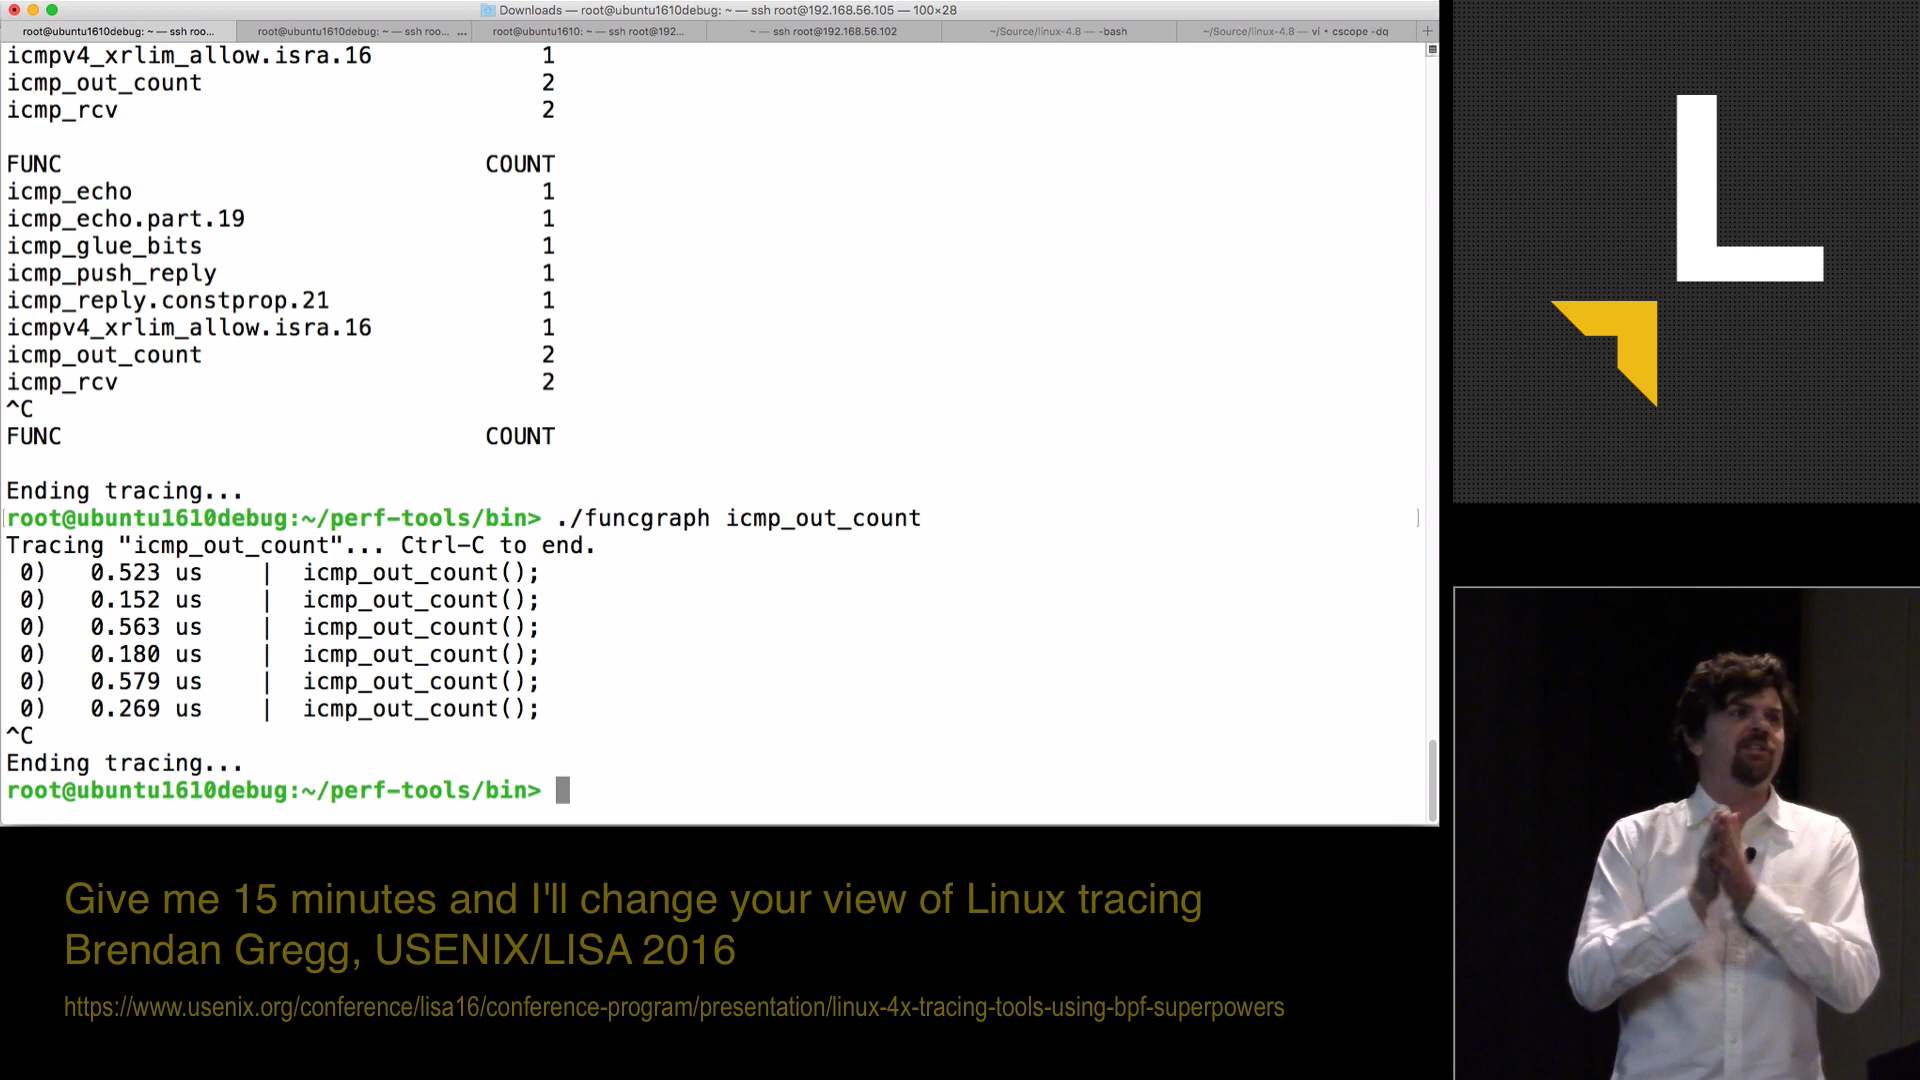 Downloads — root@ubuntu1610debug: ~ — ssh root@192.168.56.105 — 100×28
root@ubuntu1610debug: ~ — ssh roo... root@ubuntu1610debug: ~ — ssh roo... ... root@ubuntu1610: ~ — ssh root@192... ~ — ssh root@192.168.56.102 ~/Source/linux-4.8 — -bash ~/Source/linux-4.8 — vi • cscope -dq +
icmpv4_xrlim_allow.isra.16 1
icmp_out_count 2
icmp_rcv 2
FUNC COUNT
icmp_echo 1
icmp_echo.part.19 1
icmp_glue_bits 1
icmp_push_reply 1
icmp_reply.constprop.21 1
icmpv4_xrlim_allow.isra.16 1
icmp_out_count 2
icmp_rcv 2
^C
FUNC COUNT
Ending tracing...
root@ubuntu1610debug:~/perf-tools/bin> ./funcgraph icmp_out_count
Tracing "icmp_out_count"... Ctrl-C to end.
0) 0.523 us | icmp_out_count();
0) 0.152 us | icmp_out_count();
0) 0.563 us | icmp_out_count();
0) 0.180 us | icmp_out_count();
0) 0.579 us | icmp_out_count();
0) 0.269 us | icmp_out_count();
^C
Ending tracing...
root@ubuntu1610debug:~/perf-tools/bin>
Give me 15 minutes and I'll change your view of Linux tracing
Brendan Gregg, USENIX/LISA 2016
https://www.usenix.org/conference/lisa16/conference-program/presentation/linux-4x-tracing-tools-using-bpf-superpowers